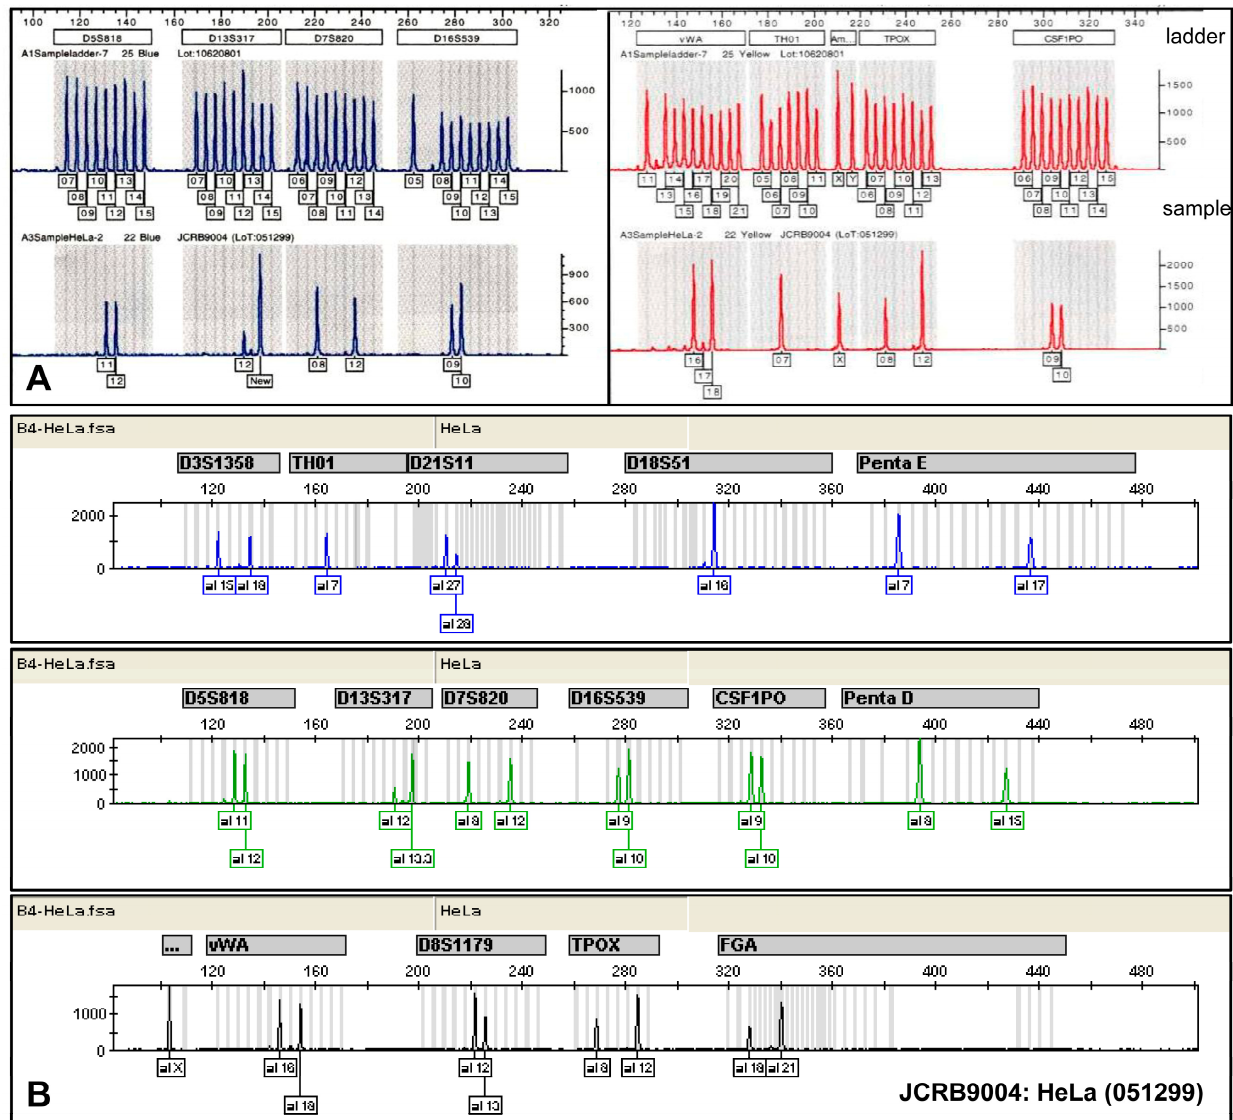 100 120 140 160 180 200 220 240 260 280 300 320
D5S818 D13S317 D7S820 D16S539
A1Sampleladder-7 25 Blue Lot:10620801
1000
500
07 10 13 07 10 13 06 09 12 05 08 11 14
08 11 14 08 11 14 07 10 13 09 12 15
09 12 15 09 12 15 08 11 14 10 13
A3SampleHeLa-2 22 Blue JCRB9004 (LoT:051299)
900
600
300
11 12 08 12 09
12 New 10
A
120 140 160 180 200 220 240 260 280 300 320 340
vWA TH01 Am... TPOX CSF1PO
ladder
A1Sampleladder-7 25 Yellow Lot:10620801
1500
1000
500
11 14 17 20 05 08 11 X Y 07 10 13 06 09 12 15
13 16 19 06 09 06 09 12 07 10 13
15 18 21 07 10 08 11 08 11 14
sample
A3SampleHeLa-2 22 Yellow JCRB9004 (LoT:051299)
2000
1500
1000
500
16 07 X 08 12 09
17 10
18
B4-HeLa.fsa HeLa
D3S1358 TH01 D21S11 D18S51 Penta E
120 160 200 240 280 320 360 400 440 480
2000
0
al 15 al 18 al 7 al 27 al 16 al 7 al 17
al 28
B4-HeLa.fsa HeLa
D5S818 D13S317 D7S820 D16S539 CSF1PO Penta D
120 160 200 240 280 320 360 400 440 480
2000
1000
0
al 11 al 12 al 8 al 12 al 9 al 9 al 8 al 15
al 12 al 13.3 al 10 al 10
B4-HeLa.fsa HeLa
... vWA D8S1179 TPOX FGA
120 160 200 240 280 320 360 400 440 480
1000
0
al X al 16 al 12 al 8 al 12 al 18 al 21
al 18 al 13
B
JCRB9004: HeLa (051299)